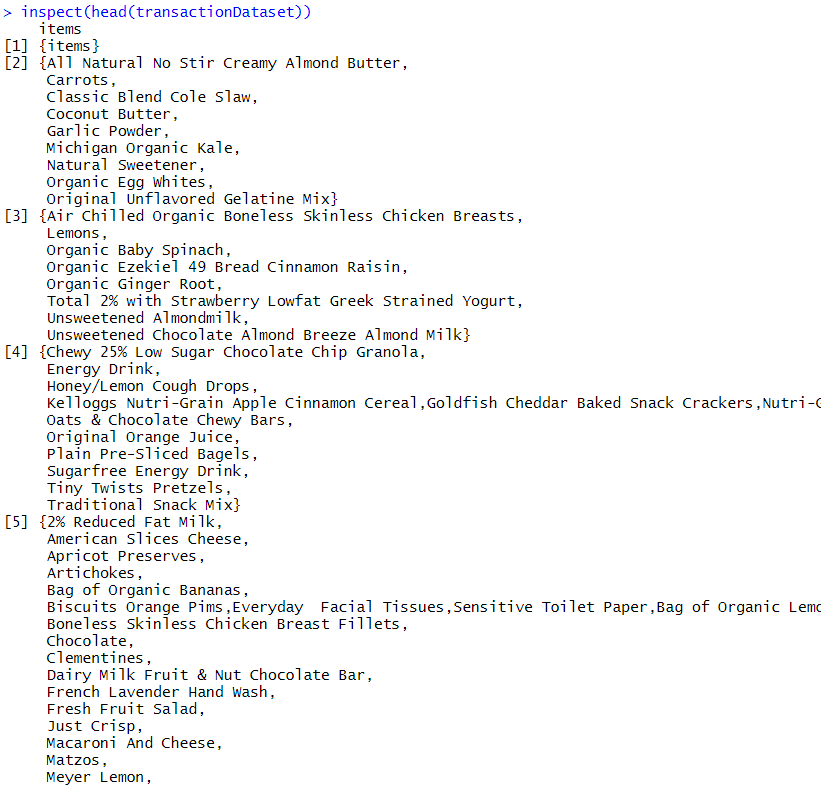 > inspect(head(transactionDataset))
items
[1] {items}
[2] {All Natural No Stir Creamy Almond Butter,
Carrots,
Classic Blend Cole Slaw,
Coconut Butter,
Garlic Powder,
Michigan Organic Kale,
Natural Sweetener,
Organic Egg Whites,
Original Unflavored Gelatine Mix}
[3] {Air Chilled Organic Boneless Skinless Chicken Breasts,
Lemons,
Organic Baby Spinach,
Organic Ezekiel 49 Bread Cinnamon Raisin,
Organic Ginger Root,
Total 2% with Strawberry Lowfat Greek Strained Yogurt,
Unsweetened Almondmilk,
Unsweetened Chocolate Almond Breeze Almond Milk}
[4] {Chewy 25% Low Sugar Chocolate Chip Granola,
Energy Drink,
Honey/Lemon Cough Drops,
Kelloggs Nutri-Grain Apple Cinnamon Cereal,Goldfish Cheddar Baked Snack Crackers,Nutri-
Oats & Chocolate Chewy Bars,
Original Orange Juice,
Plain Pre-Sliced Bagels,
Sugarfree Energy Drink,
Tiny Twists Pretzels,
Traditional Snack Mix}
[5] {2% Reduced Fat Milk,
American Slices Cheese,
Apricot Preserves,
Artichokes,
Bag of Organic Bananas,
Biscuits Orange Pims,Everyday  Facial Tissues,Sensitive Toilet Paper,Bag of Organic
Boneless Skinless Chicken Breast Fillets,
Chocolate,
Clementines,
Dairy Milk Fruit & Nut Chocolate Bar,
French Lavender Hand Wash,
Fresh Fruit Salad,
Just Crisp,
Macaroni And Cheese,
Matzos,
Meyer Lemon,